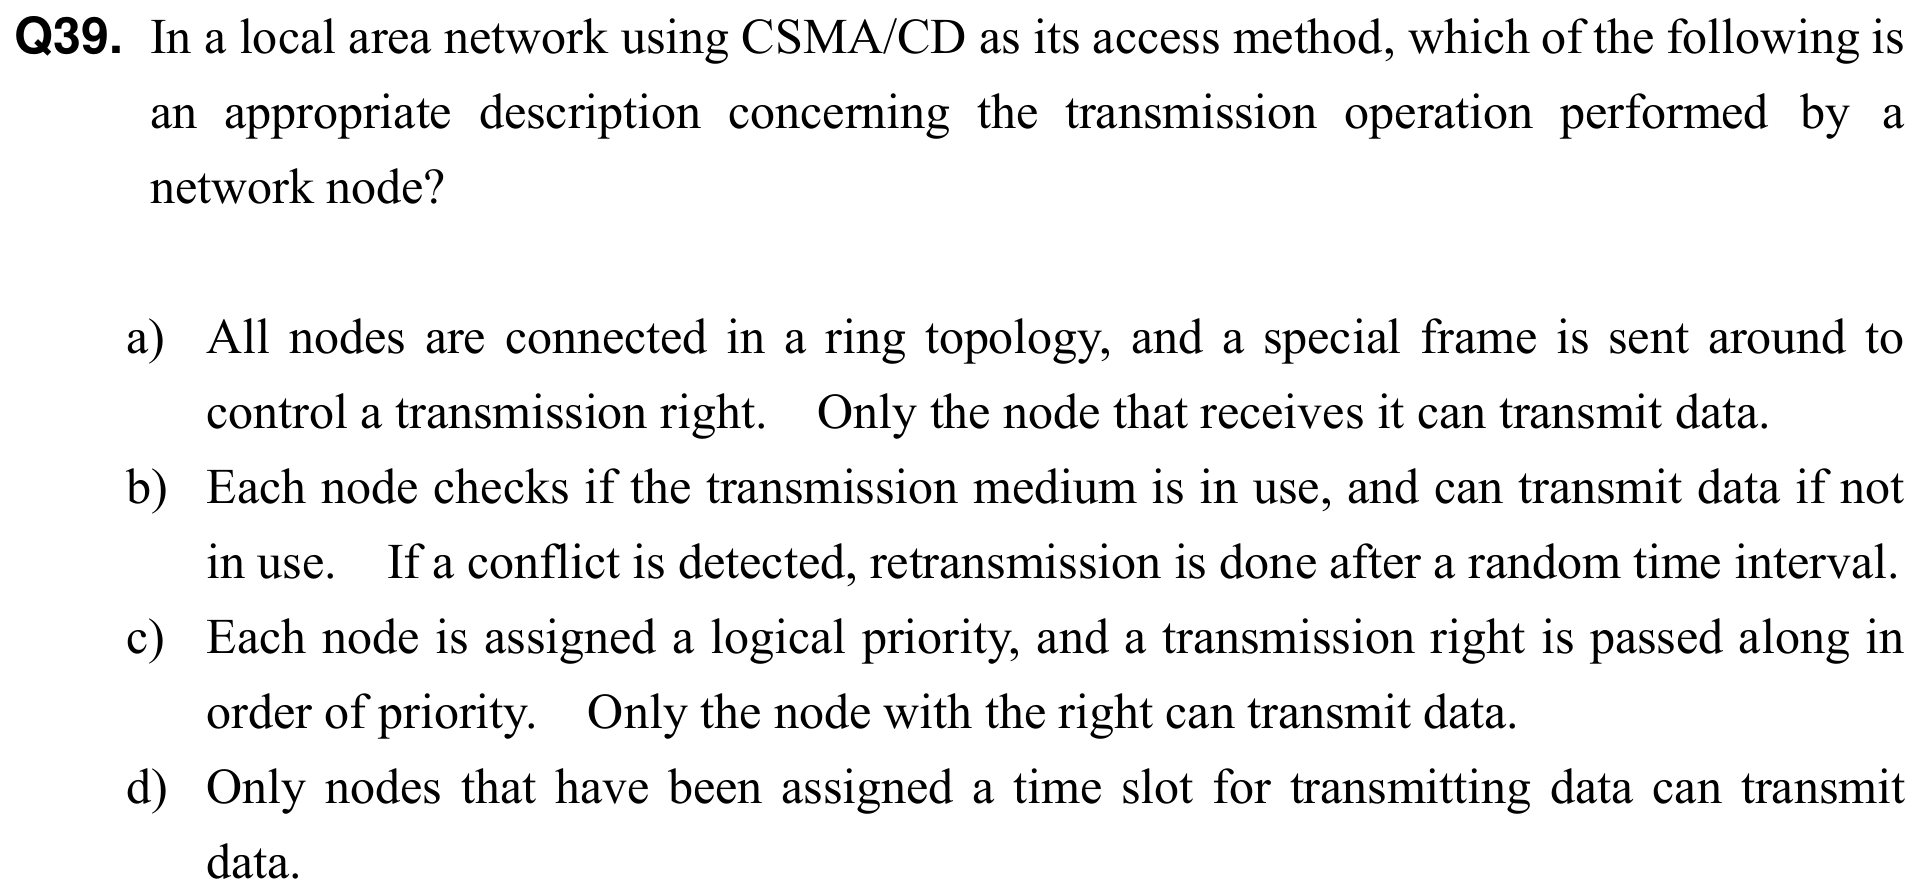 Q39. In a local area network using CSMA/CD as its access method, which of the following is
an appropriate description concerning the transmission operation performed by a
network node?
a) All nodes are connected in a ring topology, and a special frame is sent around to
control a transmission right. Only the node that receives it can transmit data.
b) Each node checks if the transmission medium is in use, and can transmit data if not
in use. If a conflict is detected, retransmission is done after a random time interval.
c) Each node is assigned a logical priority, and a transmission right is passed along in
order of priority. Only the node with the right can transmit data.
d) Only nodes that have been assigned a time slot for transmitting data can transmit
data.